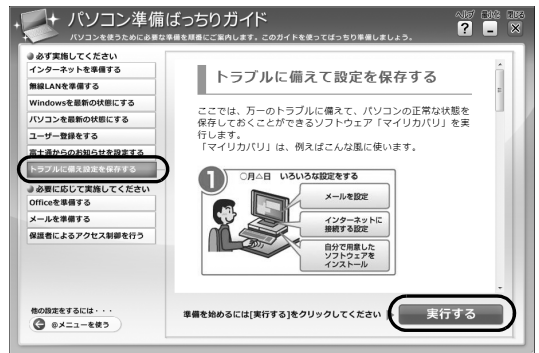 パソコン準備ばっちりガイド
パソコンを使うために必要な準備を順番にご案内します。このガイドを使ってばっちり準備しましょう。
ヘルプ 最小化 閉じる
?
必ず実施してください
インターネットを準備する
無線LANを準備する
Windowsを最新の状態にする
パソコンを最新の状態にする
ユーザー登録をする
富士通からのお知らせを設定する
トラブルに備え設定を保存する
必要に応じて実施してください
Officeを準備する
メールを準備する
保護者によるアクセス制御を行う
他の設定をするには・・・
@メニューを使う
トラブルに備えて設定を保存する
ここでは、万一のトラブルに備えて、パソコンの正常な状態を
保存しておくことができるソフトウェア「マイリカバリ」を実
行します。
「マイリカバリ」は、例えばこんな風に使います。
1
○月△日 いろいろな設定をする
メールを設定
インターネットに
接続する設定
自分で用意した
ソフトウェアを
インストール
準備を始めるには[実行する]をクリックしてください
実行する